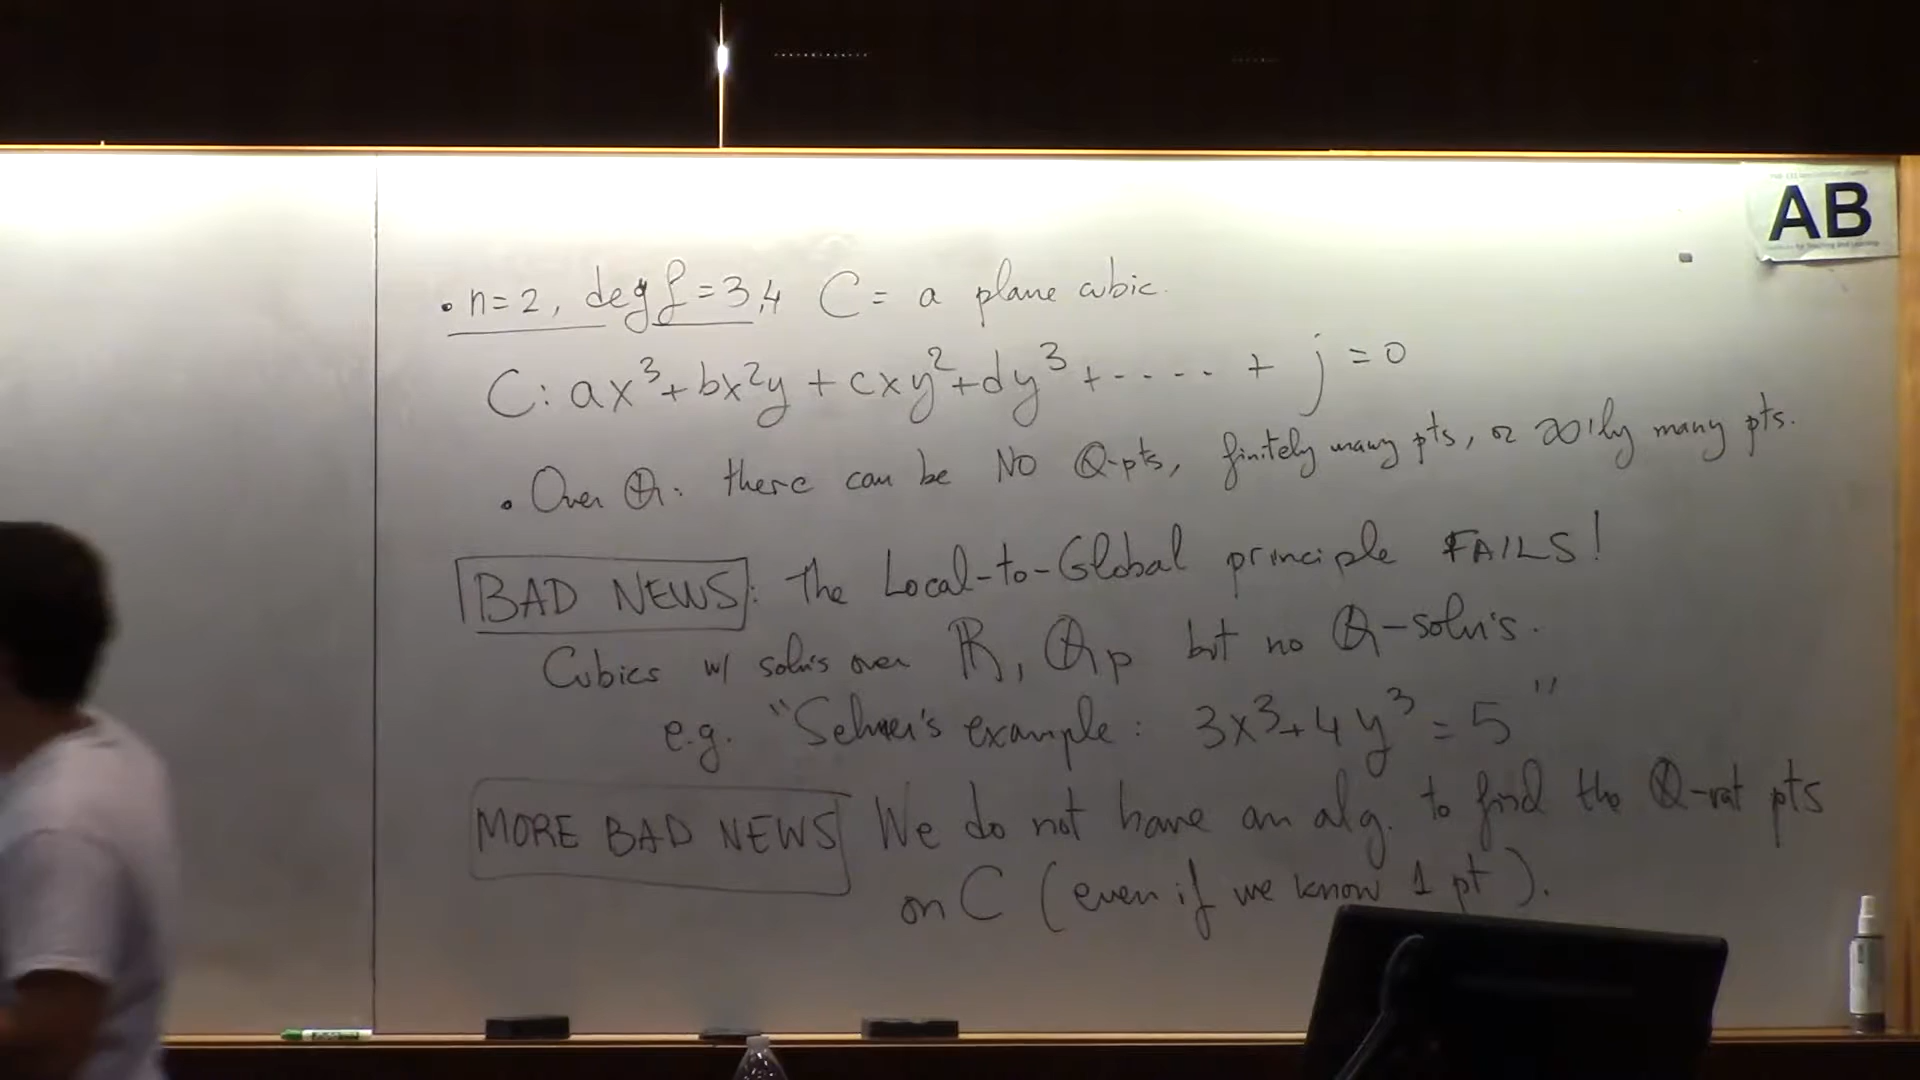 AB
• n=2, deg f=3,4 C = a plane cubic.
C: ax³+bx²y+cxy²+dy³+-----+ j =0
• Over ℚ: there can be NO ℚ-pts, finitely many pts, or ∞'ly many pts.
BAD NEWS: the Local-to-Global principle FAILS!
Cubics w/ soln's over ℝ, ℚp but no ℚ-soln's.
e.g. "Selmer's example: 3x³+4y³=5"
MORE BAD NEWS We do not have an alg. to find the ℚ-rat pts
on C (even if we know 1 pt).